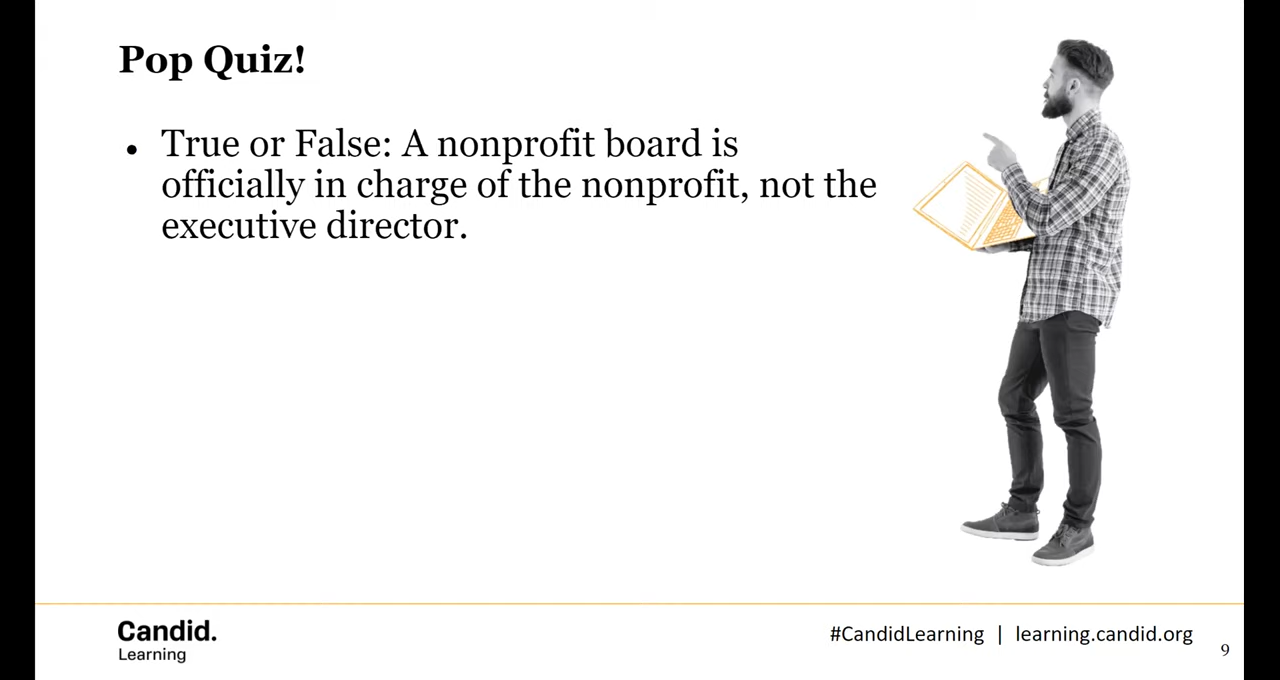 Pop Quiz!
• True or False: A nonprofit board is
officially in charge of the nonprofit, not the
executive director.
Candid.
Learning
#CandidLearning | learning.candid.org
9